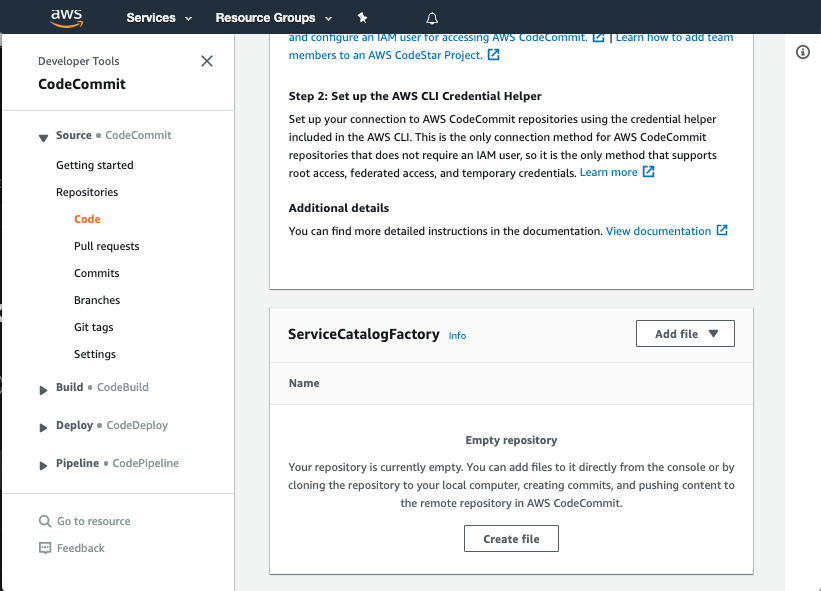 aws
Services
Resource Groups
Developer Tools
CodeCommit
Source • CodeCommit
Getting started
Repositories
Code
Pull requests
Commits
Branches
Git tags
Settings
Build • CodeBuild
Deploy • CodeDeploy
Pipeline • CodePipeline
Go to resource
Feedback
and configure an IAM user for accessing AWS CodeCommit. | Learn how to add team
members to an AWS CodeStar Project.
Step 2: Set up the AWS CLI Credential Helper
Set up your connection to AWS CodeCommit repositories using the credential helper
included in the AWS CLI. This is the only connection method for AWS CodeCommit
repositories that does not require an IAM user, so it is the only method that supports
root access, federated access, and temporary credentials. Learn more
Additional details
You can find more detailed instructions in the documentation. View documentation
ServiceCatalogFactory Info
Add file
Name
Empty repository
Your repository is currently empty. You can add files to it directly from the console or by
cloning the repository to your local computer, creating commits, and pushing content to
the remote repository in AWS CodeCommit.
Create file